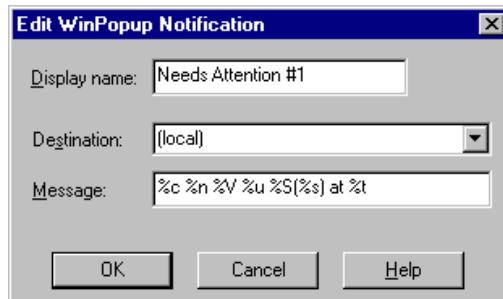 Edit WinPopup Notification
Display name: Needs Attention #1
Destination: (local)
Message: %c %n %V %u %S(%s) at %t
OK Cancel Help